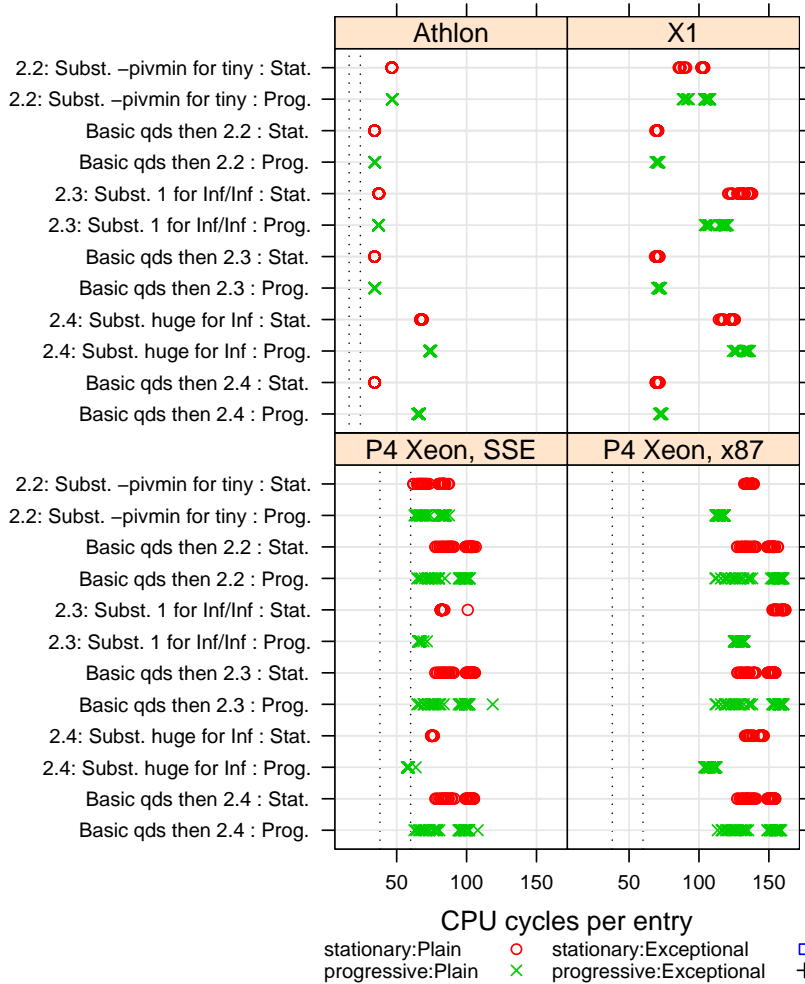 Athlon X1
2.2: Subst. −pivmin for tiny : Stat.
2.2: Subst. −pivmin for tiny : Prog.
Basic qds then 2.2 : Stat.
Basic qds then 2.2 : Prog.
2.3: Subst. 1 for Inf/Inf : Stat.
2.3: Subst. 1 for Inf/Inf : Prog.
Basic qds then 2.3 : Stat.
Basic qds then 2.3 : Prog.
2.4: Subst. huge for Inf : Stat.
2.4: Subst. huge for Inf : Prog.
Basic qds then 2.4 : Stat.
Basic qds then 2.4 : Prog.
P4 Xeon, SSE P4 Xeon, x87
2.2: Subst. −pivmin for tiny : Stat.
2.2: Subst. −pivmin for tiny : Prog.
Basic qds then 2.2 : Stat.
Basic qds then 2.2 : Prog.
2.3: Subst. 1 for Inf/Inf : Stat.
2.3: Subst. 1 for Inf/Inf : Prog.
Basic qds then 2.3 : Stat.
Basic qds then 2.3 : Prog.
2.4: Subst. huge for Inf : Stat.
2.4: Subst. huge for Inf : Prog.
Basic qds then 2.4 : Stat.
Basic qds then 2.4 : Prog.
50 100 150 50 100 150
CPU cycles per entry
stationary:Plain stationary:Exceptional
progressive:Plain progressive:Exceptional